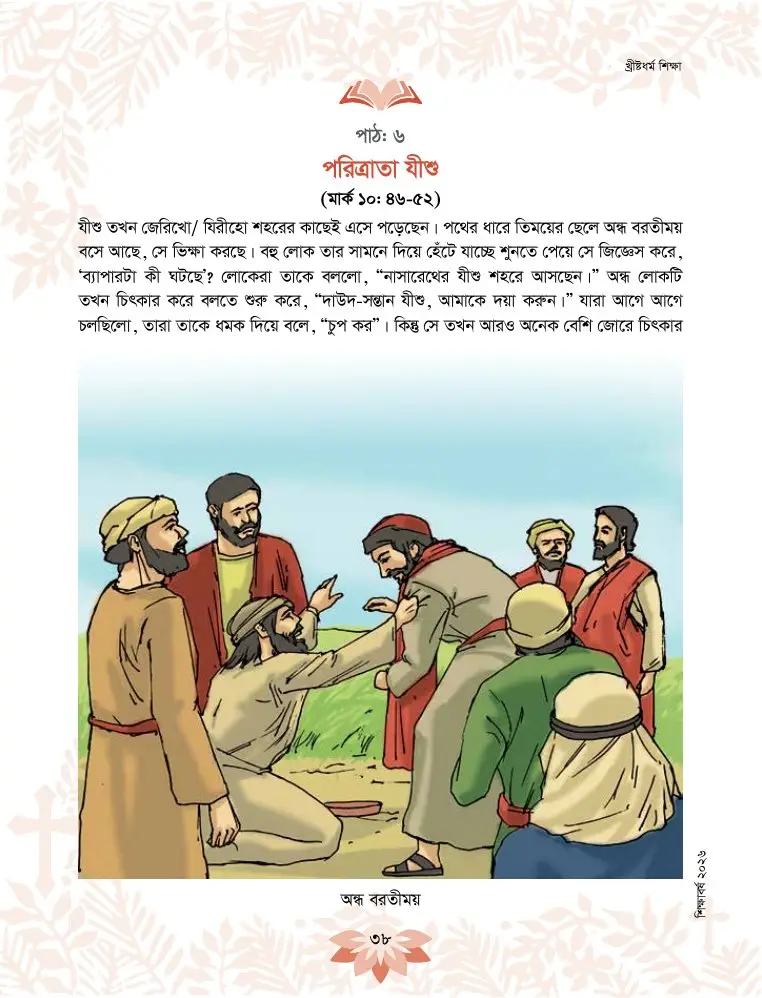 খ্রীষ্টধর্ম শিক্ষা
পাঠ: ৬
পরিত্রাতা যীশু
(মার্ক ১০: ৪৬-৫২)
যীশু তখন জেরিখো/ যিরীহো শহরের কাছেই এসে পড়েছেন। পথের ধারে তিময়ের ছেলে অন্ধ বরতীময়
বসে আছে, সে ভিক্ষা করছে। বহু লোক তার সামনে দিয়ে হেঁটে যাচ্ছে শুনতে পেয়ে সে জিজ্ঞেস করে,
‘ব্যাপারটা কী ঘটছে’? লোকেরা তাকে বললো, “নাসারেথের যীশু শহরে আসছেন।” অন্ধ লোকটি
তখন চিৎকার করে বলতে শুরু করে, “দাউদ-সন্তান যীশু, আমাকে দয়া করুন।” যারা আগে আগে
চলছিলো, তারা তাকে ধমক দিয়ে বলে, “চুপ কর”। কিন্তু সে তখন আরও অনেক বেশি জোরে চিৎকার
অন্ধ বরতীময়
শিক্ষাবর্ষ ২০২৬
৩৮